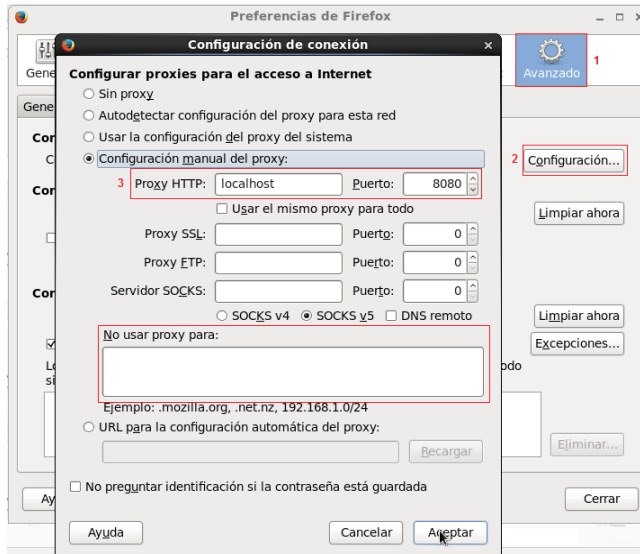 Preferencias de Firefox
Configuración de conexión
Avanzado
1
Configurar proxies para el acceso a Internet
Sin proxy
Autodetectar configuración del proxy para esta red
Usar la configuración del proxy del sistema
Configuración manual del proxy:
2 Configuración...
3 Proxy HTTP: localhost Puerto: 8080
Usar el mismo proxy para todo
Limpiar ahora
Proxy SSL: Puerto: 0
Proxy FTP: Puerto: 0
Servidor SOCKS: Puerto: 0
SOCKS v4 SOCKS v5 DNS remoto
Limpiar ahora
No usar proxy para:
Excepciones...
Ejemplo: .mozilla.org, .net.nz, 192.168.1.0/24
URL para la configuración automática del proxy:
Recargar
Eliminar...
No preguntar identificación si la contraseña está guardada
Cerrar
Ayuda Cancelar Aceptar